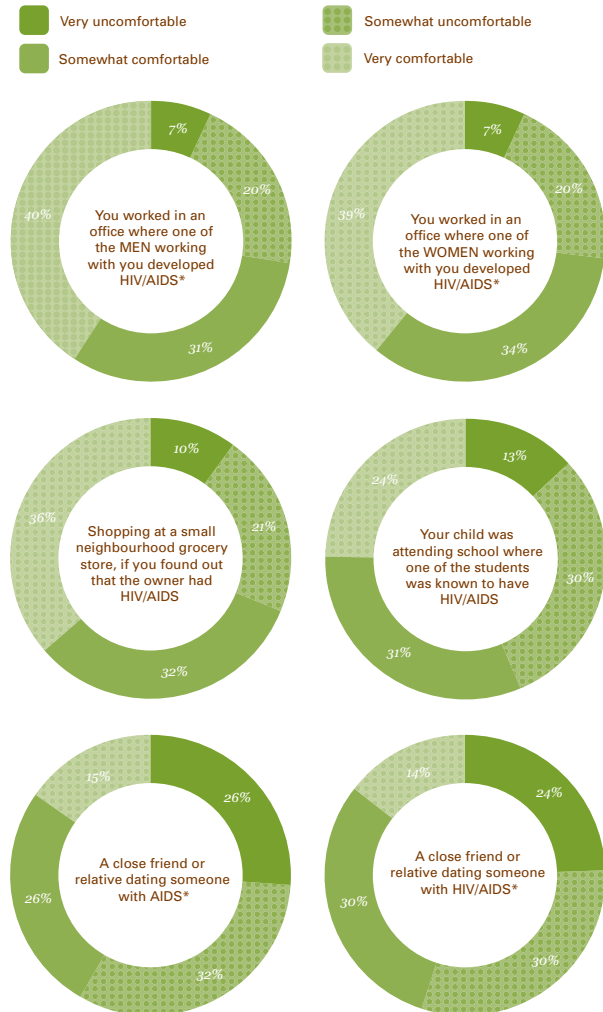 Very uncomfortable
Somewhat uncomfortable
Somewhat comfortable
Very comfortable
7%
20%
40%
You worked in an
office where one of
the MEN working
with you developed
HIV/AIDS*
31%
7%
20%
39%
You worked in an
office where one of
the WOMEN working
with you developed
HIV/AIDS*
34%
10%
21%
36%
Shopping at a small
neighbourhood grocery
store, if you found out
that the owner had
HIV/AIDS
32%
13%
24%
Your child was
attending school where
one of the students
was known to have
HIV/AIDS
30%
31%
15%
26%
A close friend or
relative dating someone
with AIDS*
26%
32%
14%
24%
A close friend or
relative dating someone
with HIV/AIDS*
30%
30%